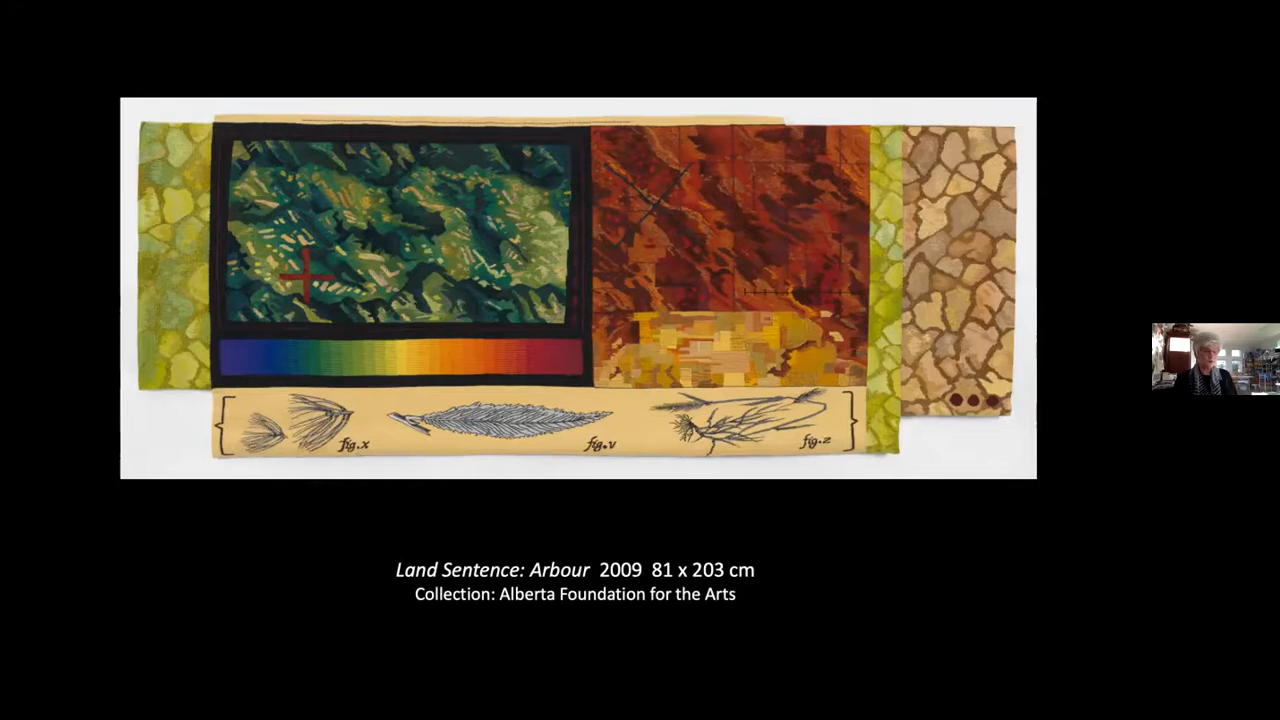 fig.x
fig.v
fig.z
Land Sentence: Arbour 2009 81 x 203 cm
Collection: Alberta Foundation for the Arts